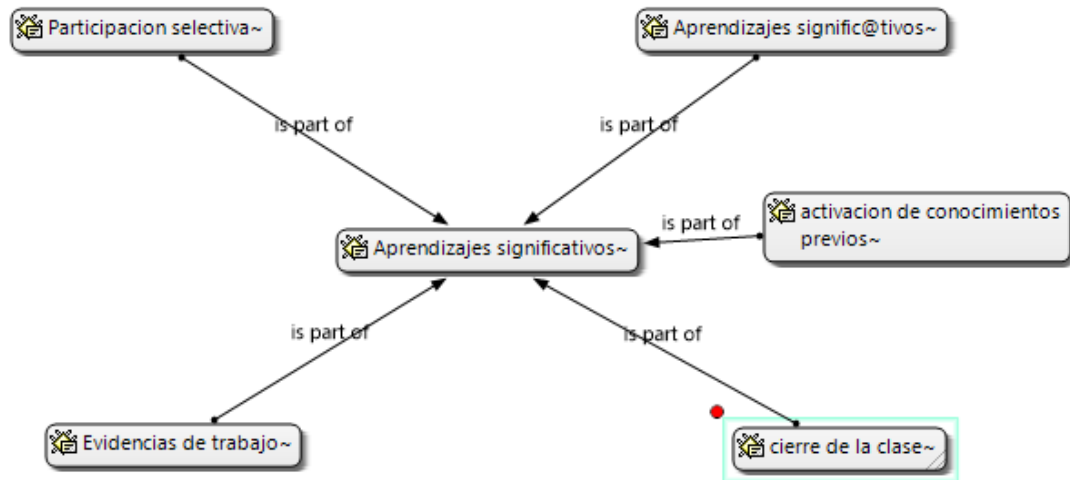 Participacion selectiva~
Aprendizajes signific@tivos~
is part of
is part of
activacion de conocimientos
previos~
is part of
Aprendizajes significativos~
is part of
is part of
Evidencias de trabajo~
cierre de la clase~